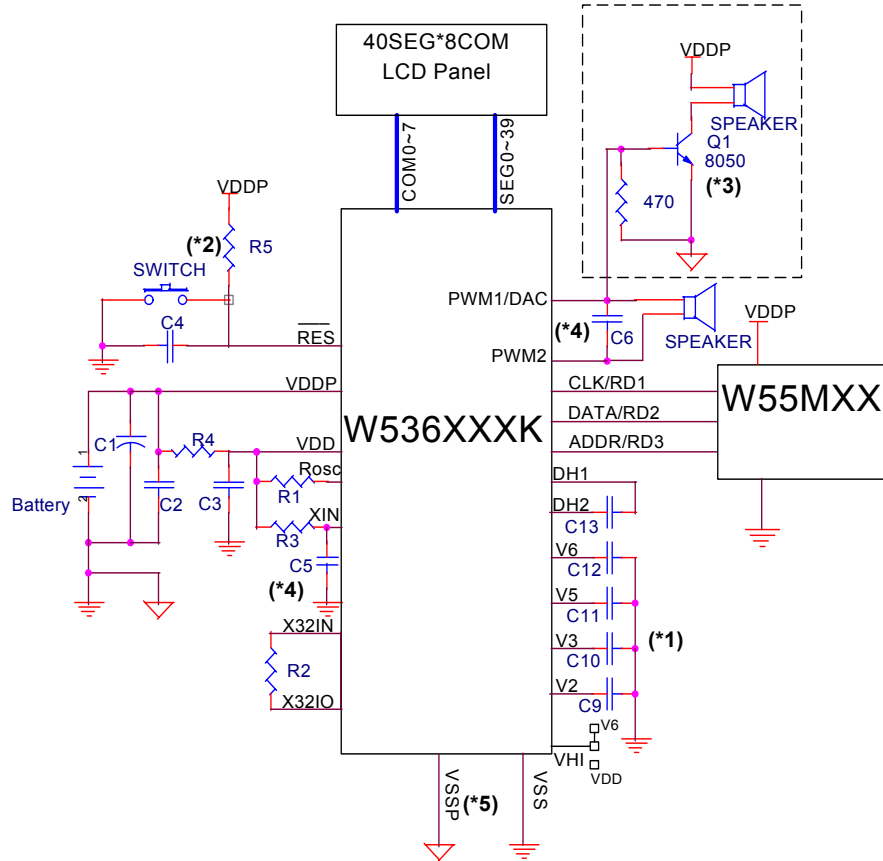 40SEG*8COM
LCD Panel
COM0~7
SEG0~39
VDDP
SPEAKER
Q1
8050
(*3)
470
VDDP
(*2)
R5
SWITCH
C4
RES
PWM1/DAC
(*4)
C6
SPEAKER
PWM2
VDDP
CLK/RD1
DATA/RD2
ADDR/RD3
W55MXX
W536XXXK
VDDP
C1
R4
VDD
1
2
Battery
C2
C3
Rosc
R1
XIN
R3
C5
(*4)
X32IN
R2
X32IO
DH1
DH2
C13
V6
C12
V5
C11
V3
C10
(*1)
V2
C9
V6
VHI
VDD
VSSP
(*5)
VSS